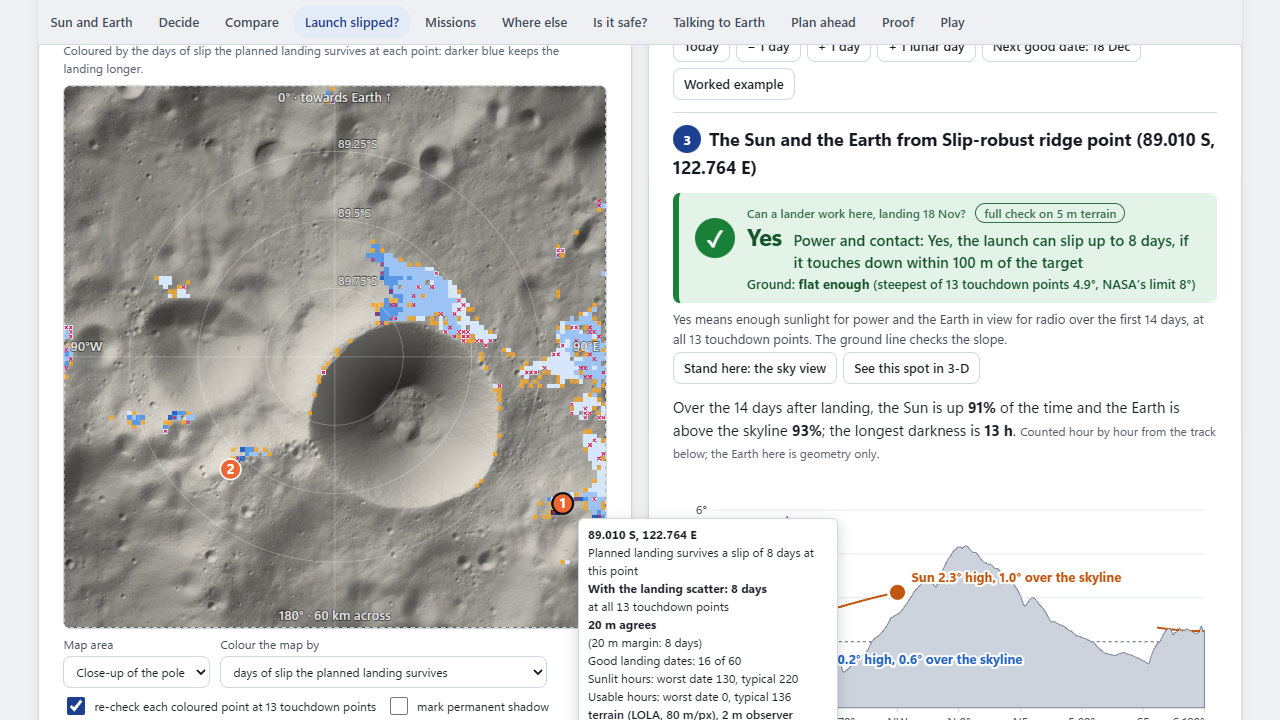 Sun and Earth Decide Compare Launch slipped? Missions Where else Is it safe? Talking to Earth Plan ahead Proof Play
Coloured by the days of slip the planned landing survives at each point: darker blue keeps the
landing longer.
0° · towards Earth ↑
89.25°S
89.5°S
89.75°S
90°W
90°E
2
1
180° · 60 km across
Map area
Colour the map by
Close-up of the pole
days of slip the planned landing survives
re-check each coloured point at 13 touchdown points
mark permanent shadow
Today − 1 day + 1 day + 1 lunar day Next good date: 18 Dec
Worked example
3 The Sun and the Earth from Slip-robust ridge point (89.010 S,
122.764 E)
Can a lander work here, landing 18 Nov? full check on 5 m terrain
Yes Power and contact: Yes, the launch can slip up to 8 days, if
it touches down within 100 m of the target
Ground: flat enough (steepest of 13 touchdown points 4.9°, NASA's limit 8°)
Yes means enough sunlight for power and the Earth in view for radio over the first 14 days, at
all 13 touchdown points. The ground line checks the slope.
Stand here: the sky view
See this spot in 3-D
Over the 14 days after landing, the Sun is up 91% of the time and the Earth is
above the skyline 93%; the longest darkness is 13 h. Counted hour by hour from the track
below; the Earth here is geometry only.
6°
Sun 2.3° high, 1.0° over the skyline
0.2° high, 0.6° over the skyline
89.010 S, 122.764 E
Planned landing survives a slip of 8 days at
this point
With the landing scatter: 8 days
at all 13 touchdown points
20 m agrees
(20 m margin: 8 days)
Good landing dates: 16 of 60
Sunlit hours: worst date 130, typical 220
Usable hours: worst date 0, typical 136
terrain (LOLA, 80 m/px), 2 m observer